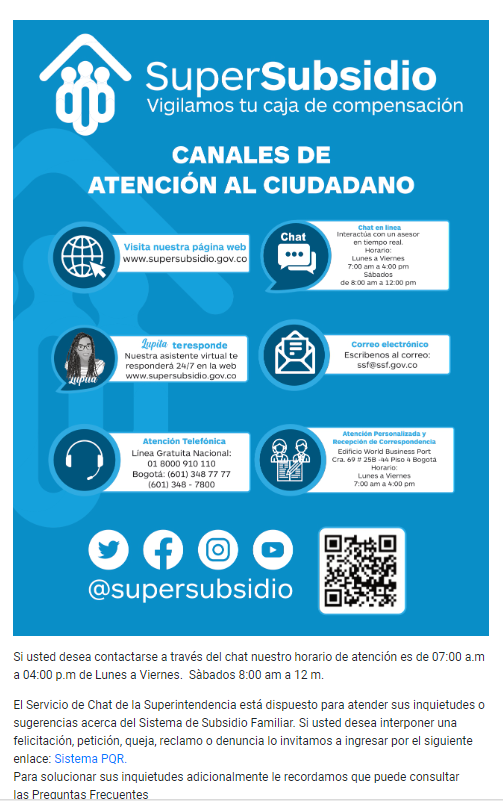 SuperSubsidio
Vigilamos tu caja de compensación
CANALES DE
ATENCIÓN AL CIUDADANO
Visita nuestra página web
www.supersubsidio.gov.co
Chat
Chat en línea
Interactúa con un asesor
en tiempo real.
Horario:
Lunes a Viernes
7:00 am a 4:00 pm
Sábados
de 8:00 am a 12:00 pm
Lupita
Lupita te responde
Nuestra asistente virtual te
responderá 24/7 en la web
www.supersubsidio.gov.co
Correo electrónico
Escríbenos al correo:
ssf@ssf.gov.co
Atención Telefónica
Línea Gratuita Nacional:
01 8000 910 110
Bogotá: (601) 348 77 77
(601) 348 - 7800
Atención Personalizada y
Recepción de Correspondencia
Edificio World Business Port
Cra. 69 # 25B -44 Piso 4 Bogotá
Horario:
Lunes a Viernes
7:00 am a 4:00 pm
@supersubsidio
Si usted desea contactarse a través del chat nuestro horario de atención es de 07:00 a.m
a 04:00 p.m de Lunes a Viernes.  Sàbados 8:00 am a 12 m.
El Servicio de Chat de la Superintendencia está dispuesto para atender sus inquietudes o
sugerencias acerca del Sistema de Subsidio Familiar. Si usted desea interponer una
felicitación, petición, queja, reclamo o denuncia lo invitamos a ingresar por el siguiente
enlace: Sistema PQR.
Para solucionar sus inquietudes adicionalmente le recordamos que puede consultar
las Preguntas Frecuentes